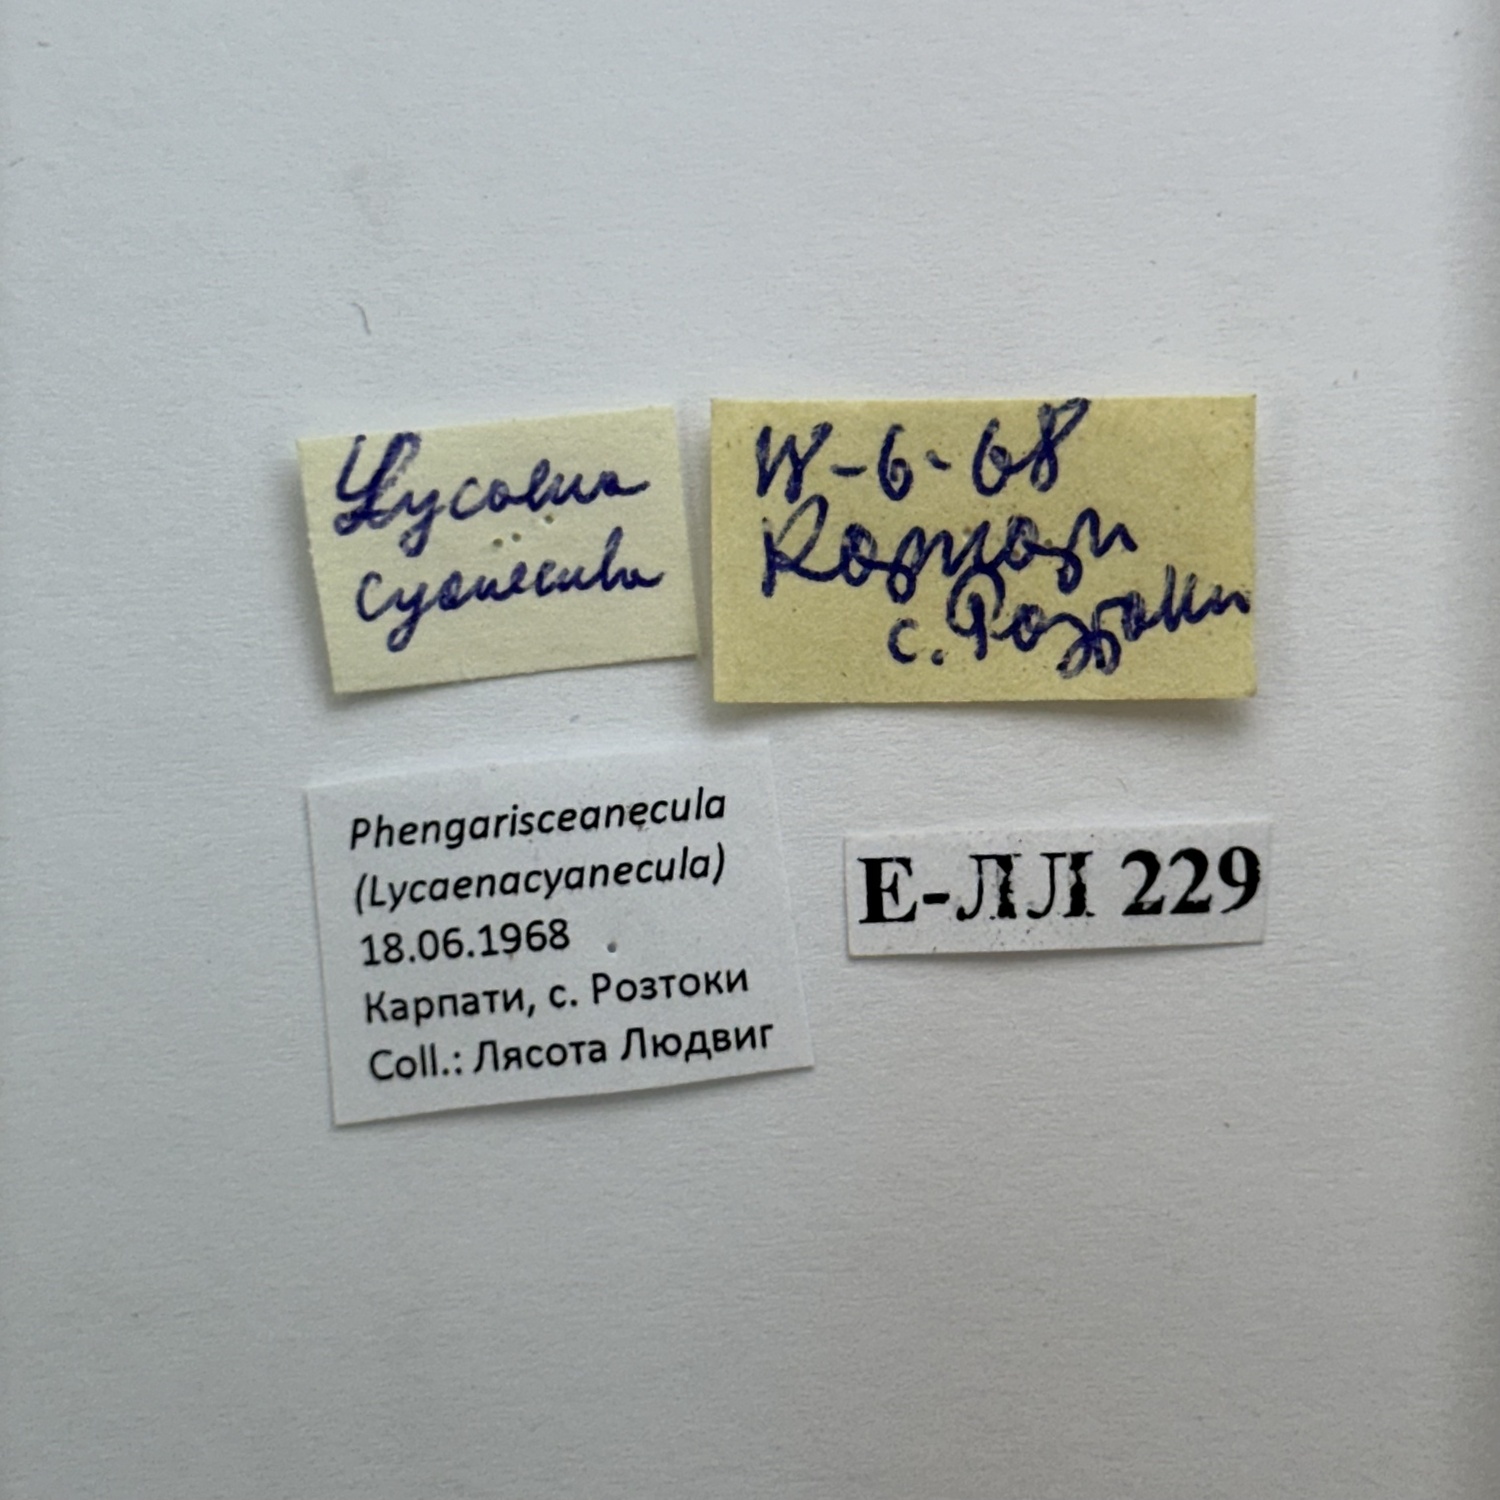 Lycaena
cyanecula
18-6-68
Карпати
с. Розтоки
Phengarisceanecula
(Lycaenacyanecula)
18.06.1968
Карпати, с. Розтоки
Coll.: Лясота Людвиг
Е-ЛЛ 229